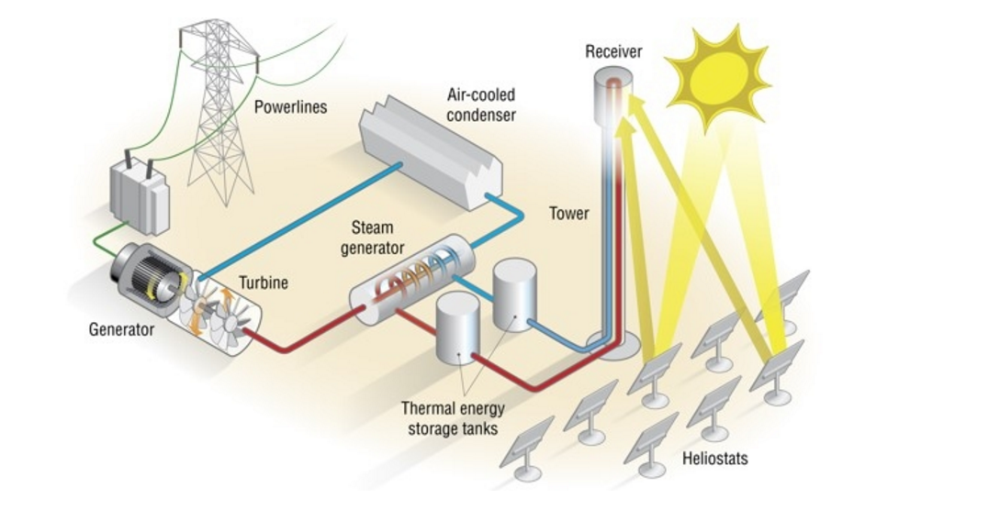 Receiver
Air-cooled
condenser
Powerlines
Tower
Steam
generator
Turbine
Generator
Thermal energy
storage tanks
Heliostats